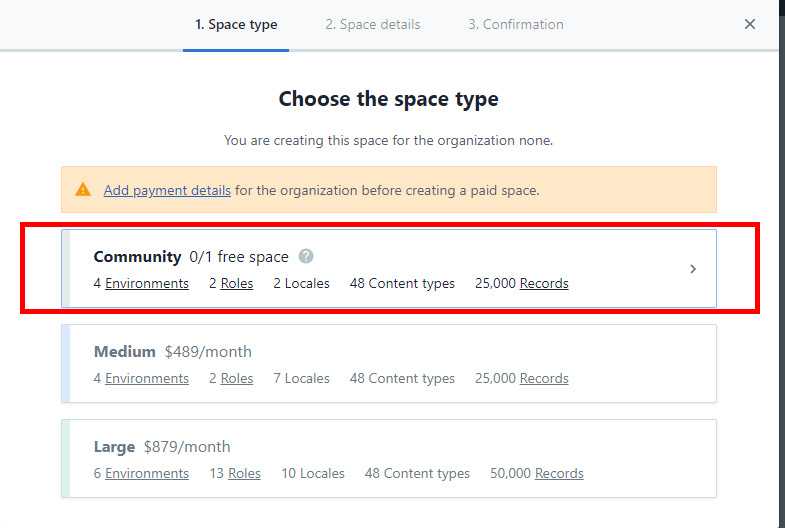 1. Space type 2. Space details 3. Confirmation
Choose the space type
You are creating this space for the organization none.
Add payment details for the organization before creating a paid space.
Community 0/1 free space ?
4 Environments 2 Roles 2 Locales 48 Content types 25,000 Records
Medium $489/month
4 Environments 2 Roles 7 Locales 48 Content types 25,000 Records
Large $879/month
6 Environments 13 Roles 10 Locales 48 Content types 50,000 Records